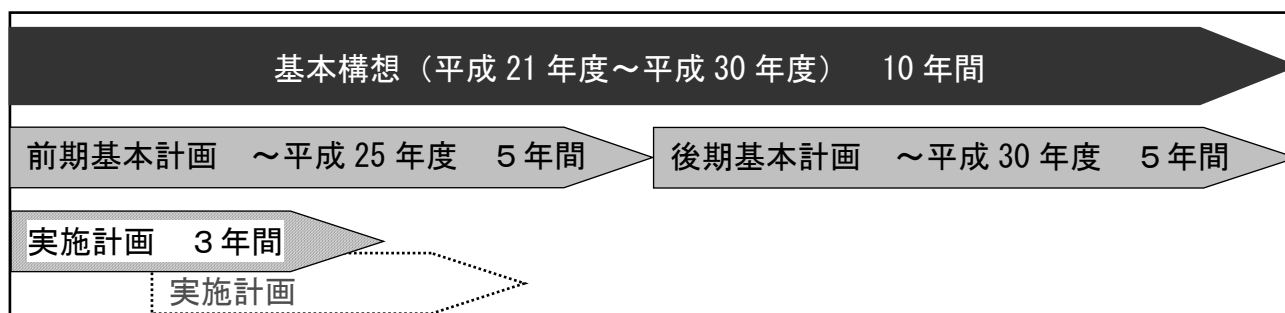 基本構想（平成 21 年度～平成 30 年度）　10 年間
前期基本計画　～平成 25 年度　５年間
後期基本計画　～平成 30 年度　５年間
実施計画　３年間
実施計画